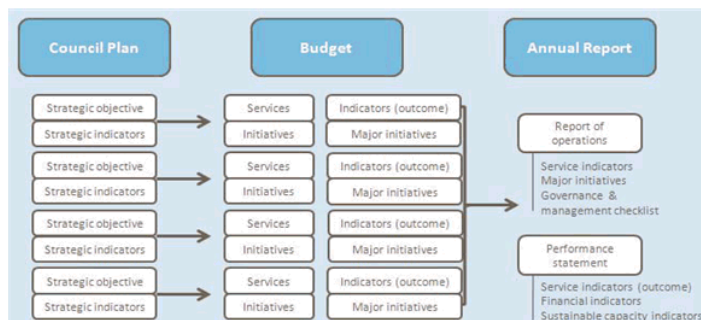 Council Plan
Budget
Annual Report
Strategic objective
Strategic indicators
Services
Initiatives
Indicators (outcome)
Major initiatives
Strategic objective
Strategic indicators
Services
Initiatives
Indicators (outcome)
Major initiatives
Strategic objective
Strategic indicators
Services
Initiatives
Indicators (outcome)
Major initiatives
Strategic objective
Strategic indicators
Services
Initiatives
Indicators (outcome)
Major initiatives
Report of
operations
Service indicators
Major initiatives
Governance &
management checklist
Performance
statement
Service indicators (outcome)
Financial indicators
Sustainable capacity indicators